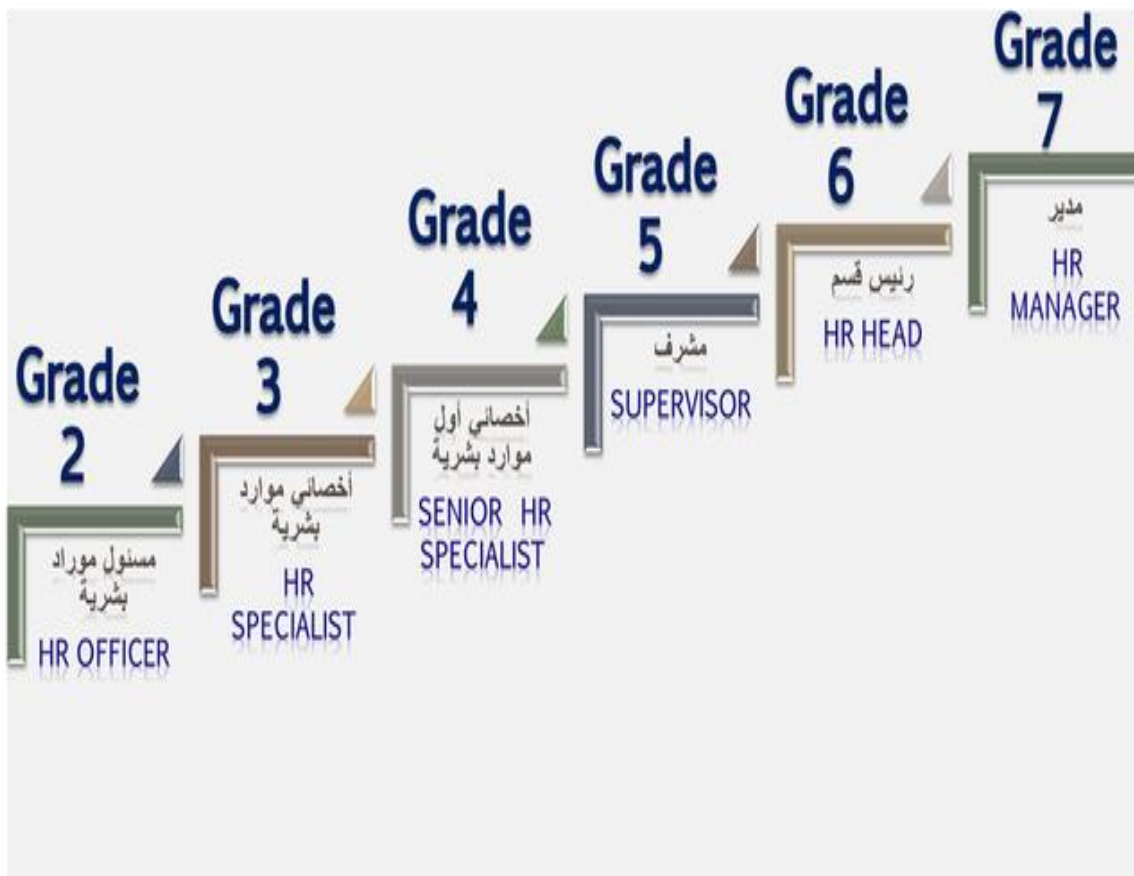 Grade
2
مسئول موراد
بشرية
HR OFFICER
Grade
3
أخصائي موارد
بشرية
HR
SPECIALIST
Grade
4
أخصائي أول
موارد بشرية
SENIOR HR
SPECIALIST
Grade
5
مشرف
SUPERVISOR
Grade
6
رئيس قسم
HR HEAD
Grade
7
مدير
HR
MANAGER